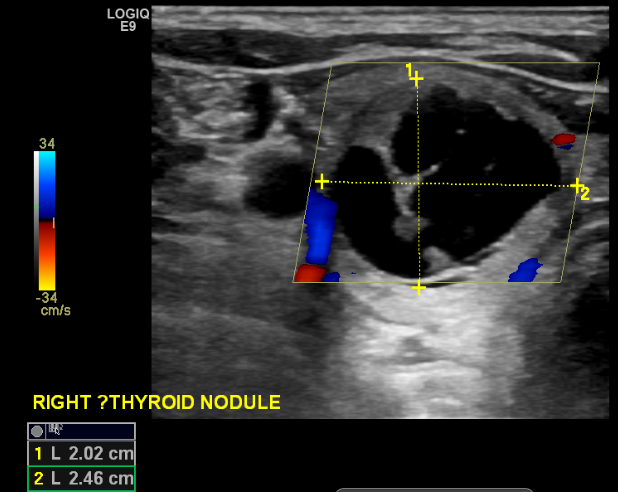 LOGIQ
E9
34
-34
cm/s
1
2
RIGHT ?THYROID NODULE
1 L 2.02 cm
2 L 2.46 cm